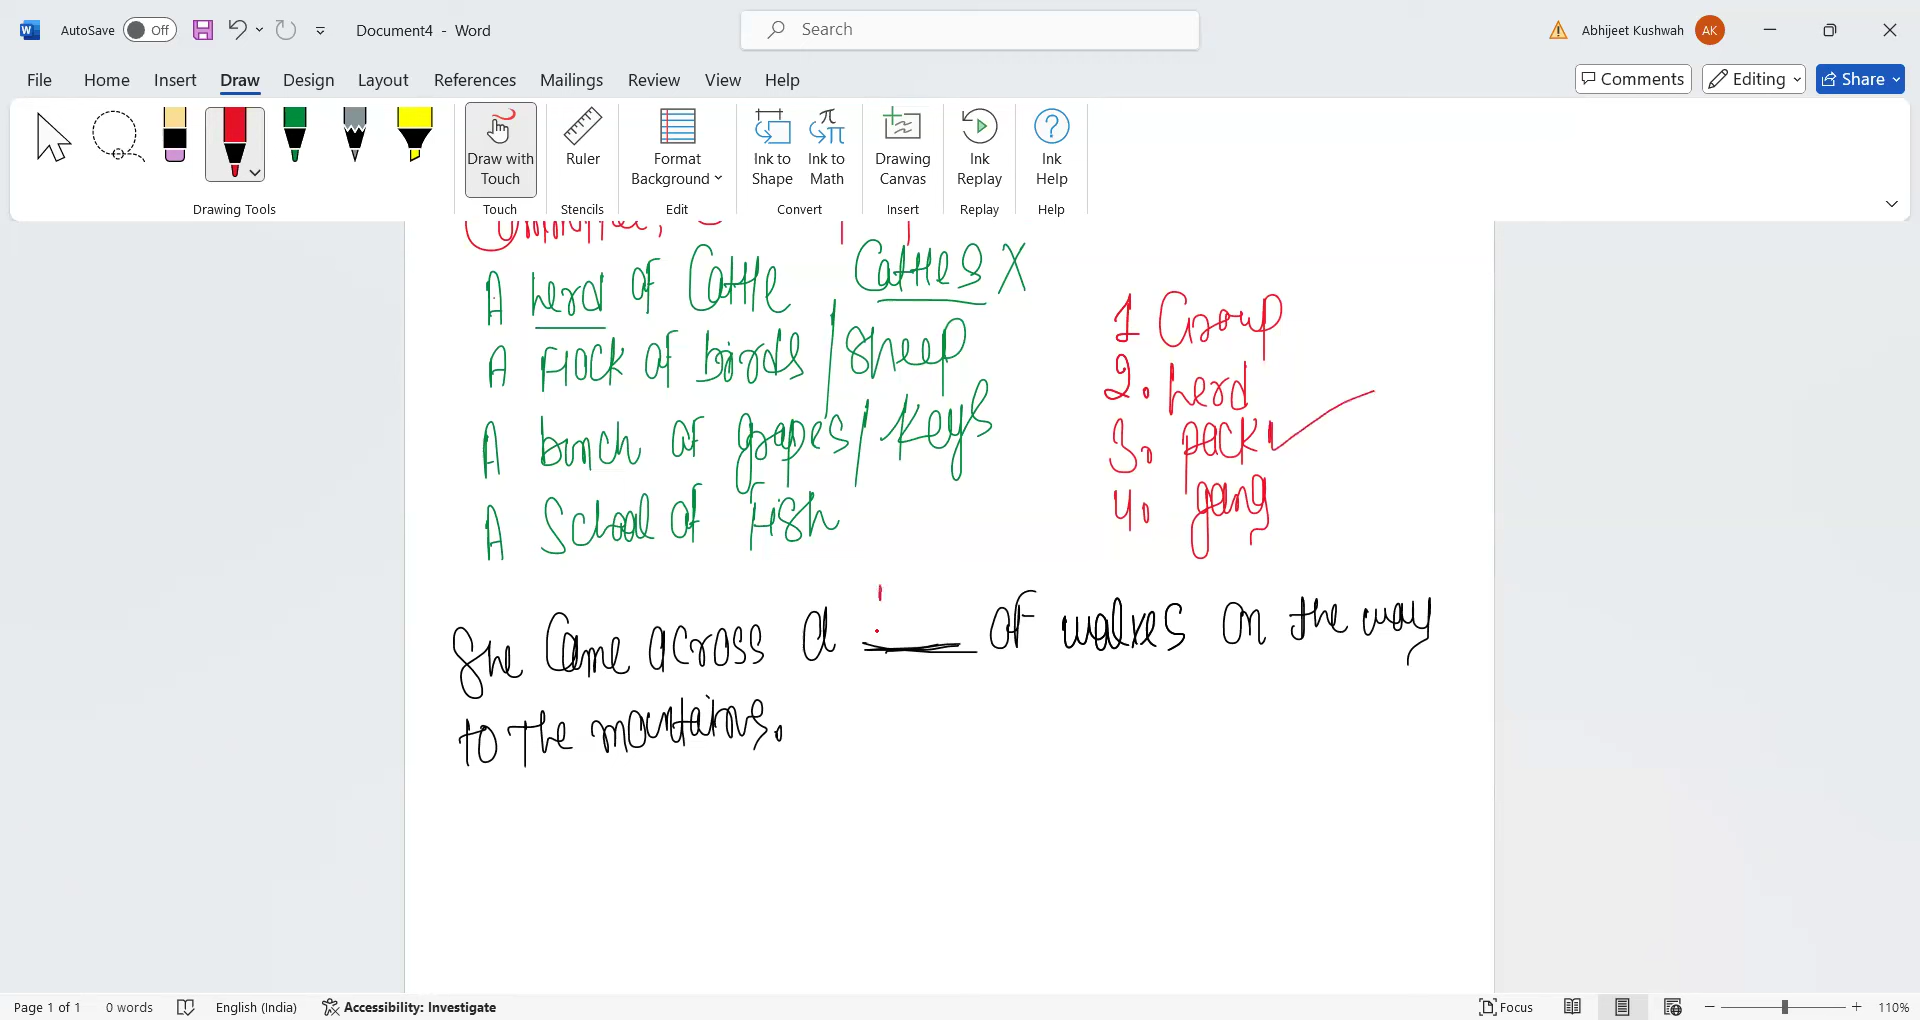 AutoSave Off Document4 - Word Search Abhijeet Kushwah AK
File Home Insert Draw Design Layout References Mailings Review View Help Comments Editing Share
Draw with Touch
Ruler
Format Background
Ink to Shape
Ink to Math
Drawing Canvas
Ink Replay
Ink Help
Drawing Tools Touch Stencils Edit Convert Insert Replay Help
A herd of Cattle Cattles X
A Flock of birds / Sheep
A bunch of grapes / Keys
A School of Fish
1 Group
2. herd
3. pack ✓
4. gang
She Came across a ___ of wolves on the way
to the mountains.
Page 1 of 1 0 words English (India) Accessibility: Investigate Focus 110%